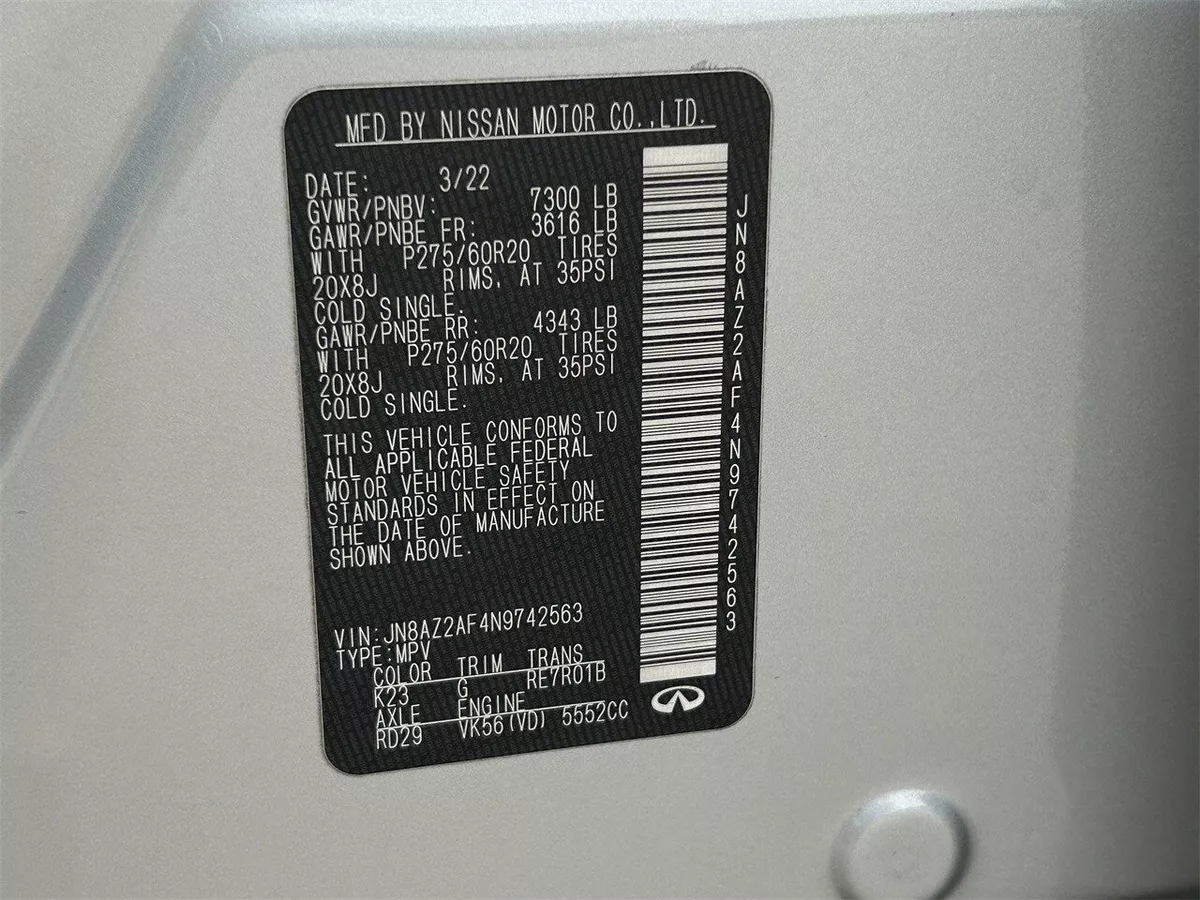 MFD BY NISSAN MOTOR CO.,LTD.
DATE: 3/22
GVWR/PNBV: 7300 LB
GAWR/PNBE FR: 3616 LB
WITH P275/60R20 TIRES
20X8J RIMS, AT 35PSI
COLD SINGLE.
GAWR/PNBE RR: 4343 LB
WITH P275/60R20 TIRES
20X8J RIMS, AT 35PSI
COLD SINGLE.
THIS VEHICLE CONFORMS TO
ALL APPLICABLE FEDERAL
MOTOR VEHICLE SAFETY
STANDARDS IN EFFECT ON
THE DATE OF MANUFACTURE
SHOWN ABOVE.
VIN:JN8AZ2AF4N9742563
TYPE:MPV
COLOR TRIM TRANS
K23 G RE7R01B
AXLE ENGINE
RD29 VK56(VD) 5552CC
JN8AZ2AF4N9742563